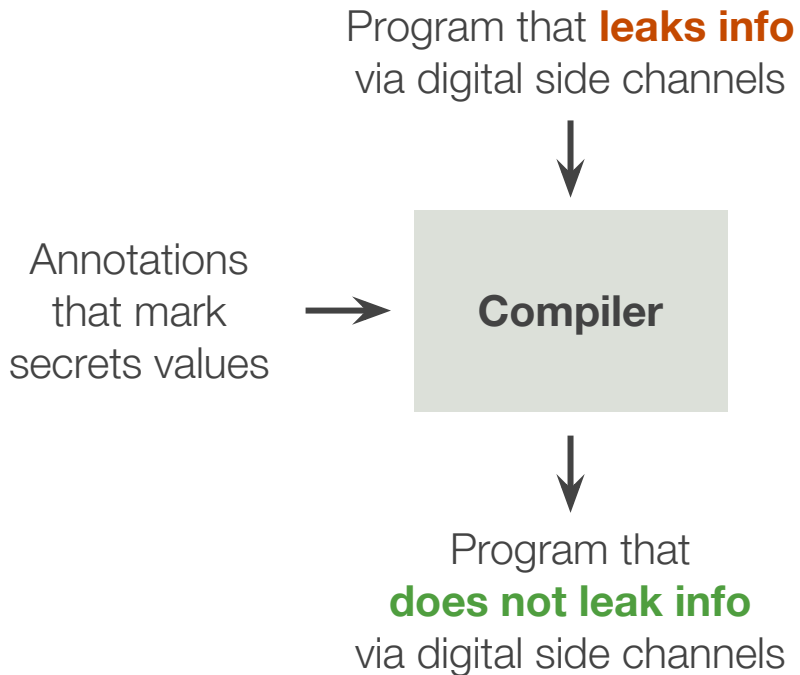 Program that leaks info
via digital side channels
Annotations
that mark
secrets values
Compiler
Program that
does not leak info
via digital side channels